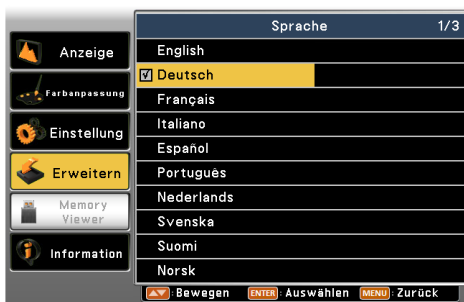 Sprache 1/3
Anzeige
Farbanpassung
Einstellung
Erweitern
Memory
Viewer
Information
English
Deutsch
Français
Italiano
Español
Português
Nederlands
Svenska
Suomi
Norsk
:Bewegen ENTER:Auswählen MENU:Zurück